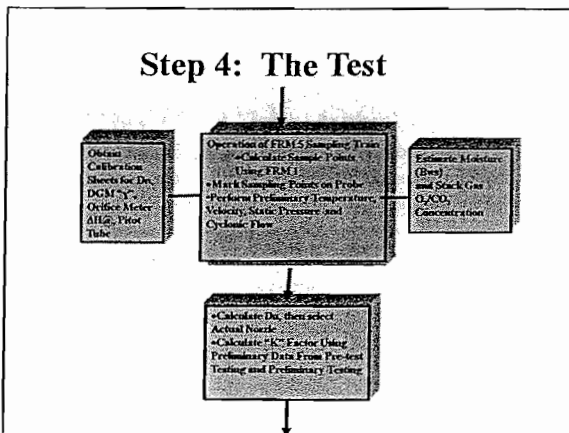 Step 4: The Test
Obtain
Calibration
Sheets for Dn,
DGM "γ",
Orifice Meter
ΔH@, Pitot
Tube
Operation of FRM 5 Sampling Train
•Calculate Sample Points
Using FRM 1
•Mark Sampling Points on Probe
•Perform Preliminary Temperature,
Velocity, Static Pressure and
Cyclonic Flow
Estimate Moisture
(Bws)
and Stack Gas
O₂/CO₂
Concentration
•Calculate Dn, then select
Actual Nozzle
•Calculate "K" Factor Using
Preliminary Data From Pre-test
Testing and Preliminary Testing